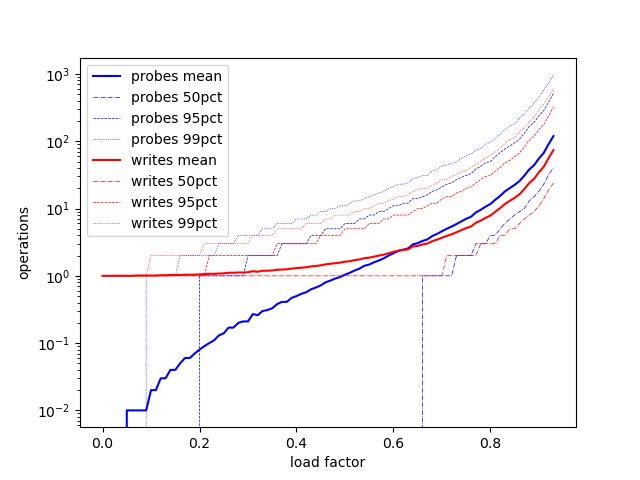 10³
10²
10¹
10⁰
10⁻¹
10⁻²
operations
probes mean
probes 50pct
probes 95pct
probes 99pct
writes mean
writes 50pct
writes 95pct
writes 99pct
0.0 0.2 0.4 0.6 0.8
load factor